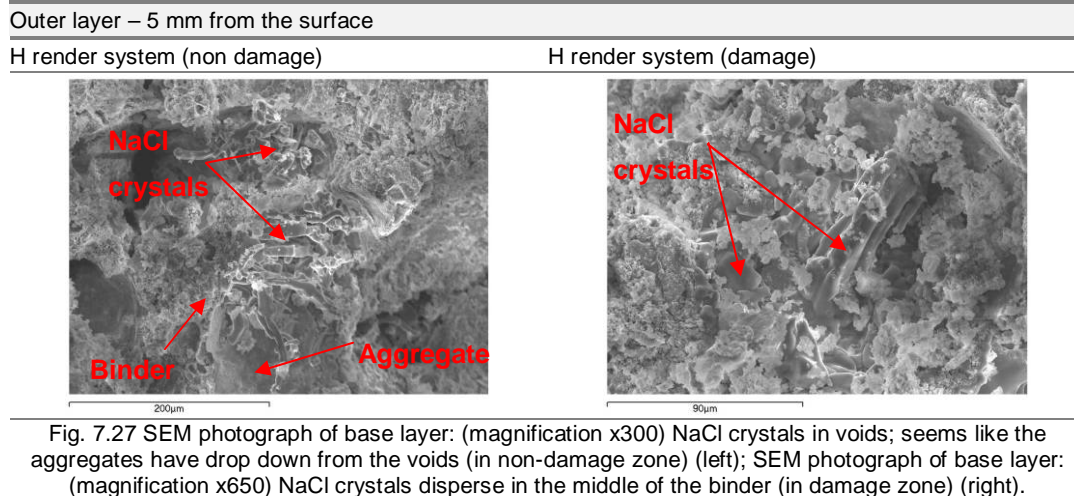 Outer layer – 5 mm from the surface
H render system (non damage)
H render system (damage)
NaCl
crystals
Binder
Aggregate
200µm
NaCl
crystals
90µm
Fig. 7.27 SEM photograph of base layer: (magnification x300) NaCl crystals in voids; seems like the
aggregates have drop down from the voids (in non-damage zone) (left); SEM photograph of base layer:
(magnification x650) NaCl crystals disperse in the middle of the binder (in damage zone) (right).